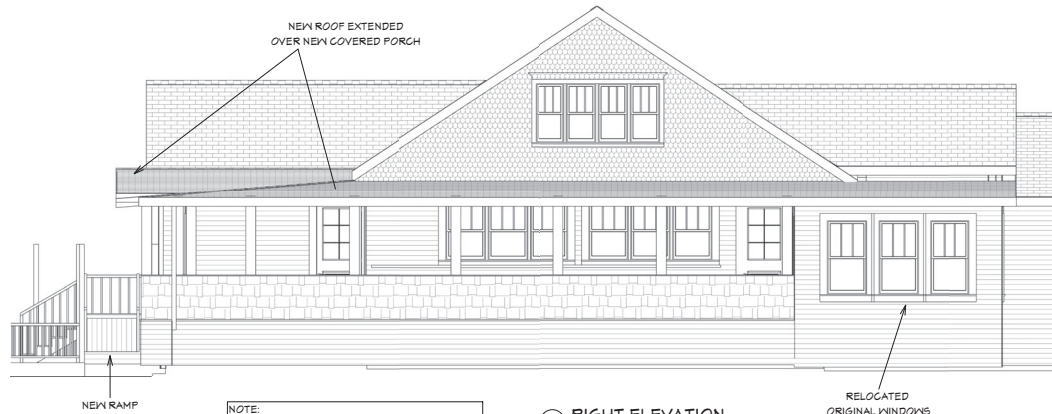 NEW ROOF EXTENDED
OVER NEW COVERED PORCH
NEW RAMP
NOTE:
RIGHT ELEVATION
RELOCATED
ORIGINAL WINDOWS